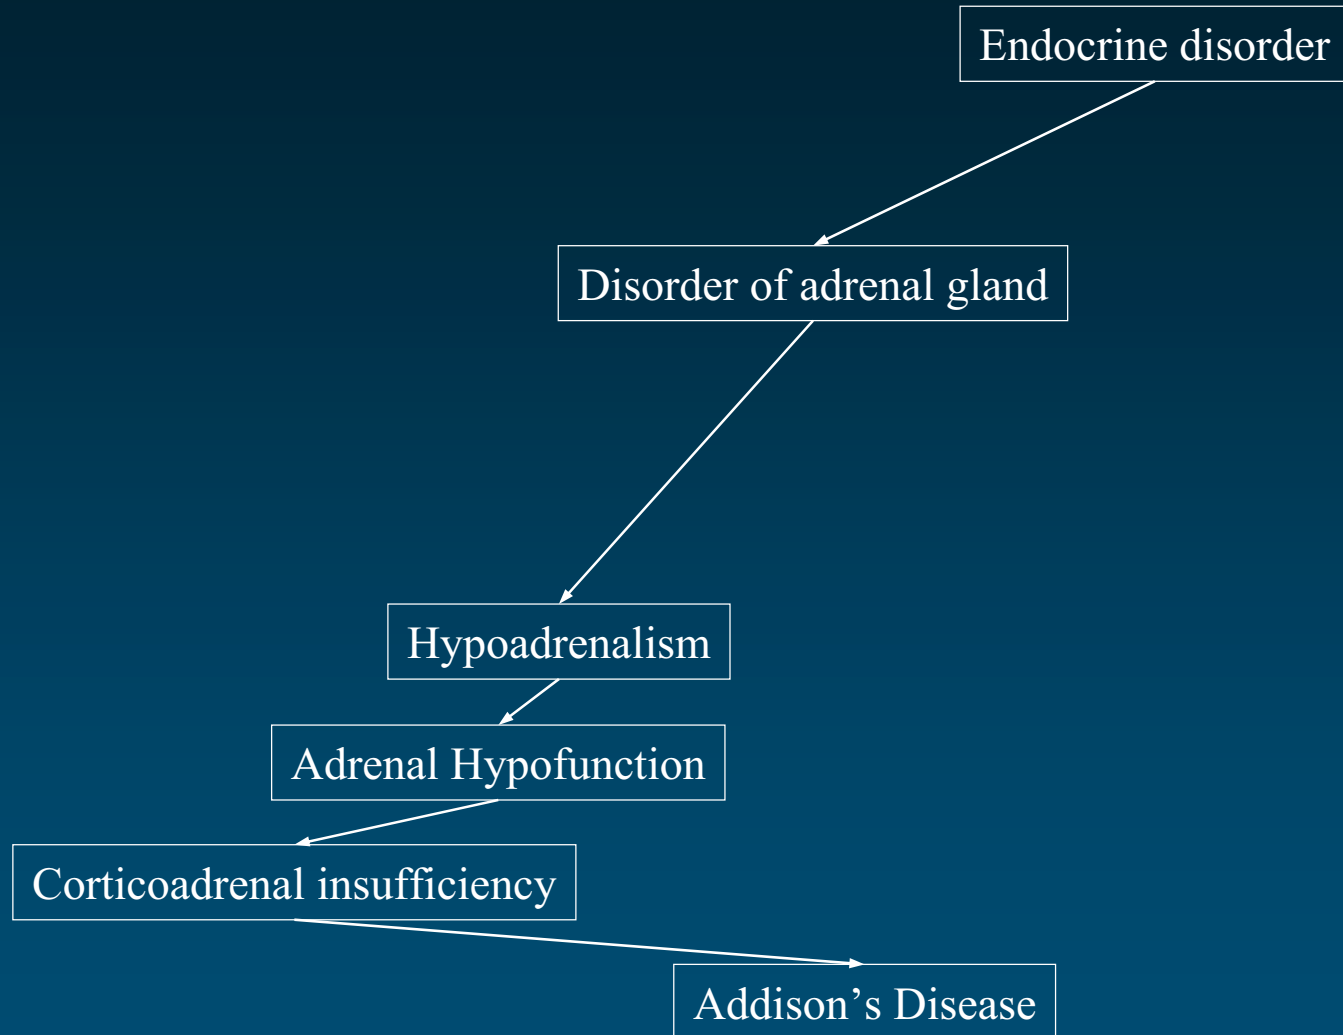 Endocrine disorder
Disorder of adrenal gland
Hypoadrenalism
Adrenal Hypofunction
Corticoadrenal insufficiency
Addison’s Disease